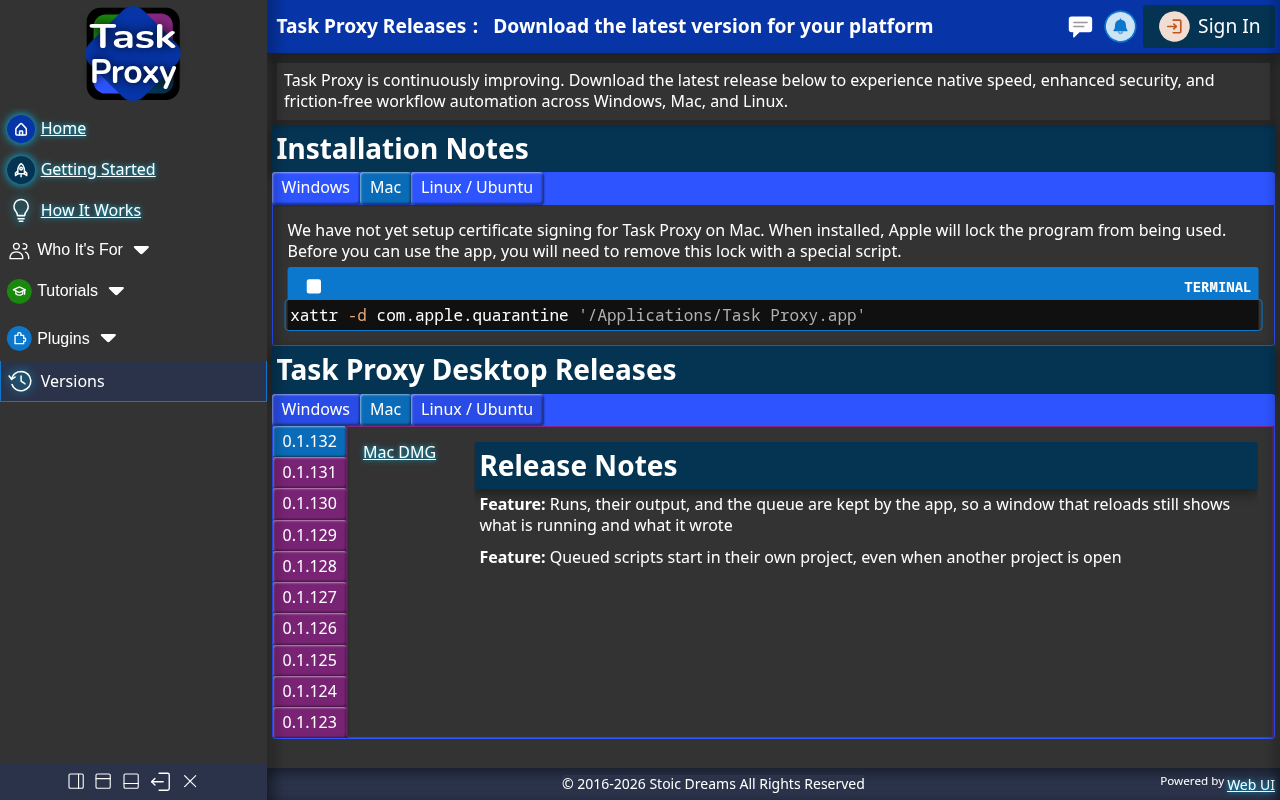 Task
Proxy
Home
Getting Started
How It Works
Who It's For
Tutorials
Plugins
Versions
Task Proxy Releases : Download the latest version for your platform
Sign In
Task Proxy is continuously improving. Download the latest release below to experience native speed, enhanced security, and
friction-free workflow automation across Windows, Mac, and Linux.
Installation Notes
Windows Mac Linux / Ubuntu
We have not yet setup certificate signing for Task Proxy on Mac. When installed, Apple will lock the program from being used.
Before you can use the app, you will need to remove this lock with a special script.
TERMINAL
xattr -d com.apple.quarantine '/Applications/Task Proxy.app'
Task Proxy Desktop Releases
Windows Mac Linux / Ubuntu
0.1.132
0.1.131
0.1.130
0.1.129
0.1.128
0.1.127
0.1.126
0.1.125
0.1.124
0.1.123
Mac DMG
Release Notes
Feature: Runs, their output, and the queue are kept by the app, so a window that reloads still shows
what is running and what it wrote
Feature: Queued scripts start in their own project, even when another project is open
© 2016-2026 Stoic Dreams All Rights Reserved
Powered by Web UI